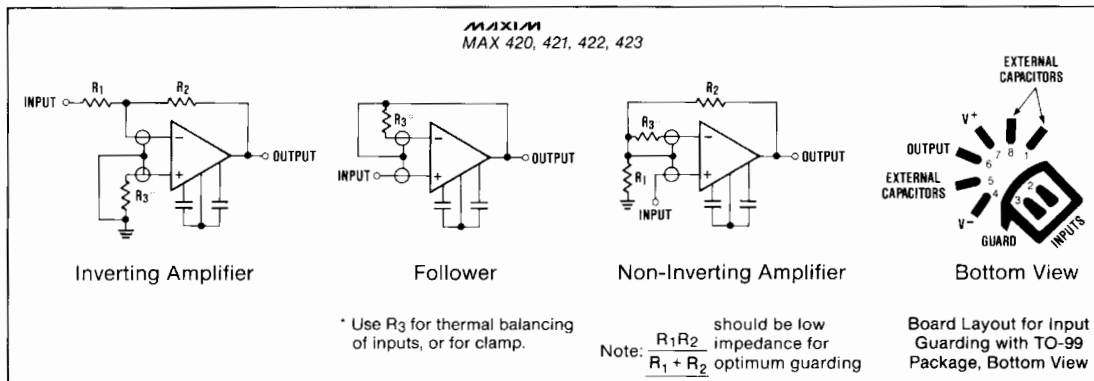 MAXIM
MAX 420, 421, 422, 423
INPUT
R1
R2
−
+
R3
OUTPUT
Inverting Amplifier
R3*
−
+
INPUT
OUTPUT
Follower
R2
R3
R1
−
+
INPUT
OUTPUT
Non-Inverting Amplifier
EXTERNAL
CAPACITORS
V+
OUTPUT
EXTERNAL
CAPACITORS
V−
GUARD
INPUTS
1
2
3
4
5
6
7
8
Bottom View
* Use R3 for thermal balancing
of inputs, or for clamp.
Note: R1R2 / R1 + R2 should be low
impedance for
optimum guarding
Board Layout for Input
Guarding with TO-99
Package, Bottom View